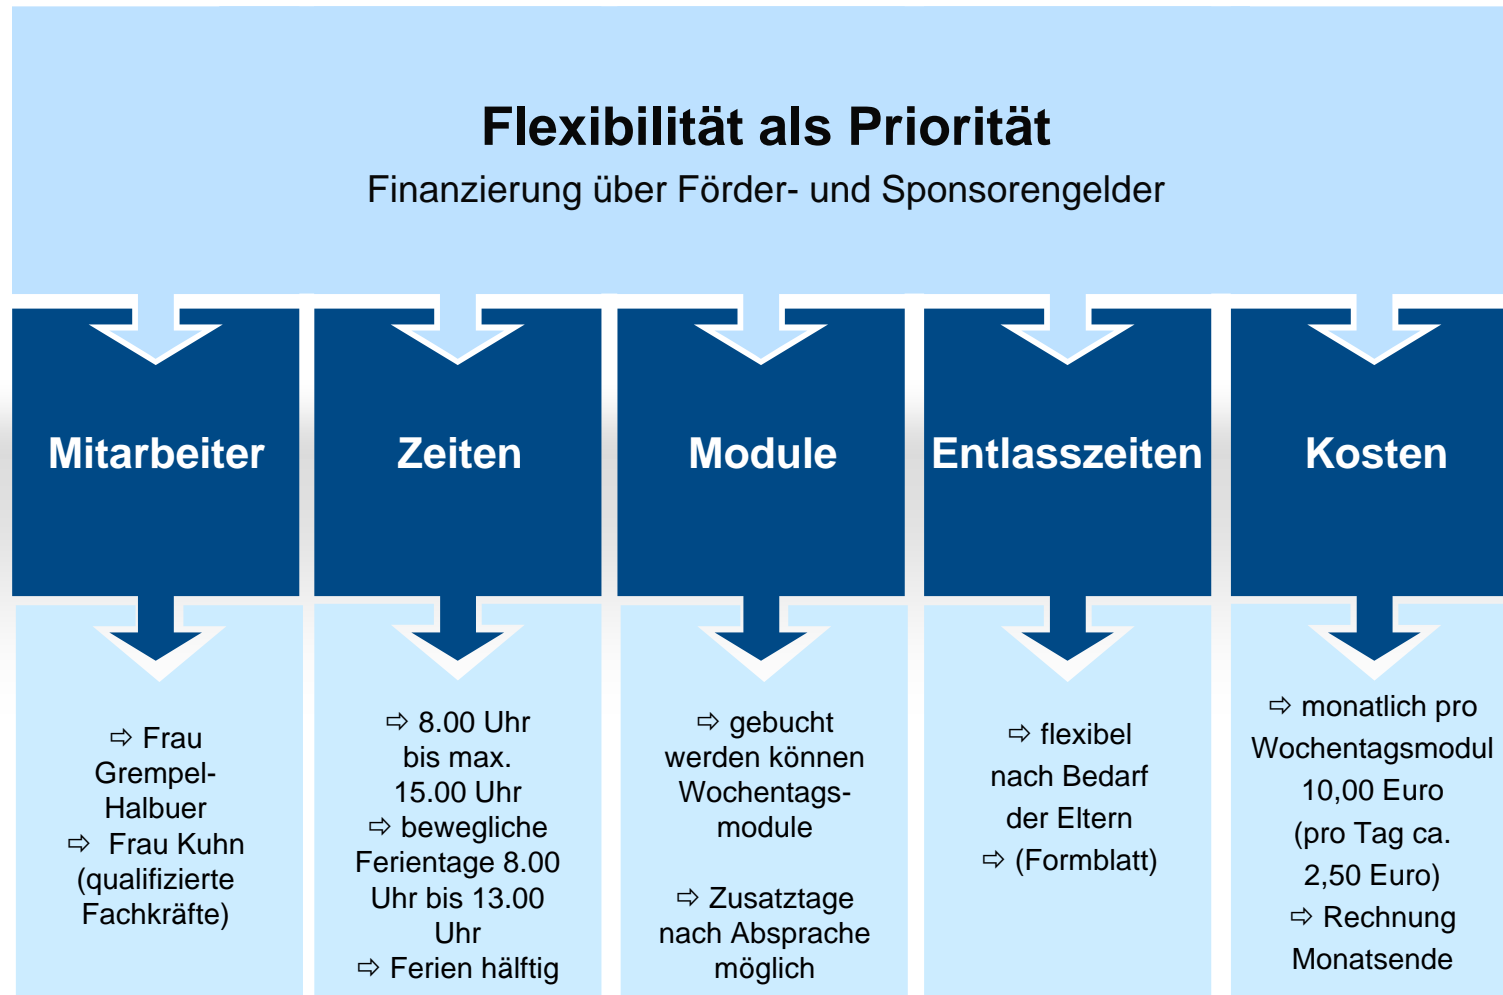 Flexibilität als Priorität
Finanzierung über Förder- und Sponsorengelder
Mitarbeiter
⇨ Frau
Grempel-
Halbuer
⇨ Frau Kuhn
(qualifizierte
Fachkräfte)
Zeiten
⇨ 8.00 Uhr
bis max.
15.00 Uhr
⇨ bewegliche
Ferientage 8.00
Uhr bis 13.00
Uhr
⇨ Ferien hälftig
Module
⇨ gebucht
werden können
Wochentags-
module
⇨ Zusatztage
nach Absprache
möglich
Entlasszeiten
⇨ flexibel
nach Bedarf
der Eltern
⇨ (Formblatt)
Kosten
⇨ monatlich pro
Wochentagsmodul
10,00 Euro
(pro Tag ca.
2,50 Euro)
⇨ Rechnung
Monatsende